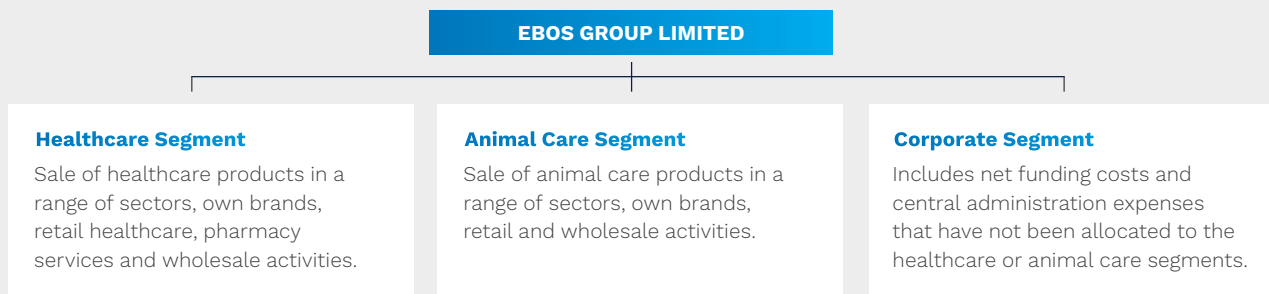 EBOS GROUP LIMITED
Healthcare Segment
Sale of healthcare products in a
range of sectors, own brands,
retail healthcare, pharmacy
services and wholesale activities.
Animal Care Segment
Sale of animal care products in a
range of sectors, own brands,
retail and wholesale activities.
Corporate Segment
Includes net funding costs and
central administration expenses
that have not been allocated to the
healthcare or animal care segments.